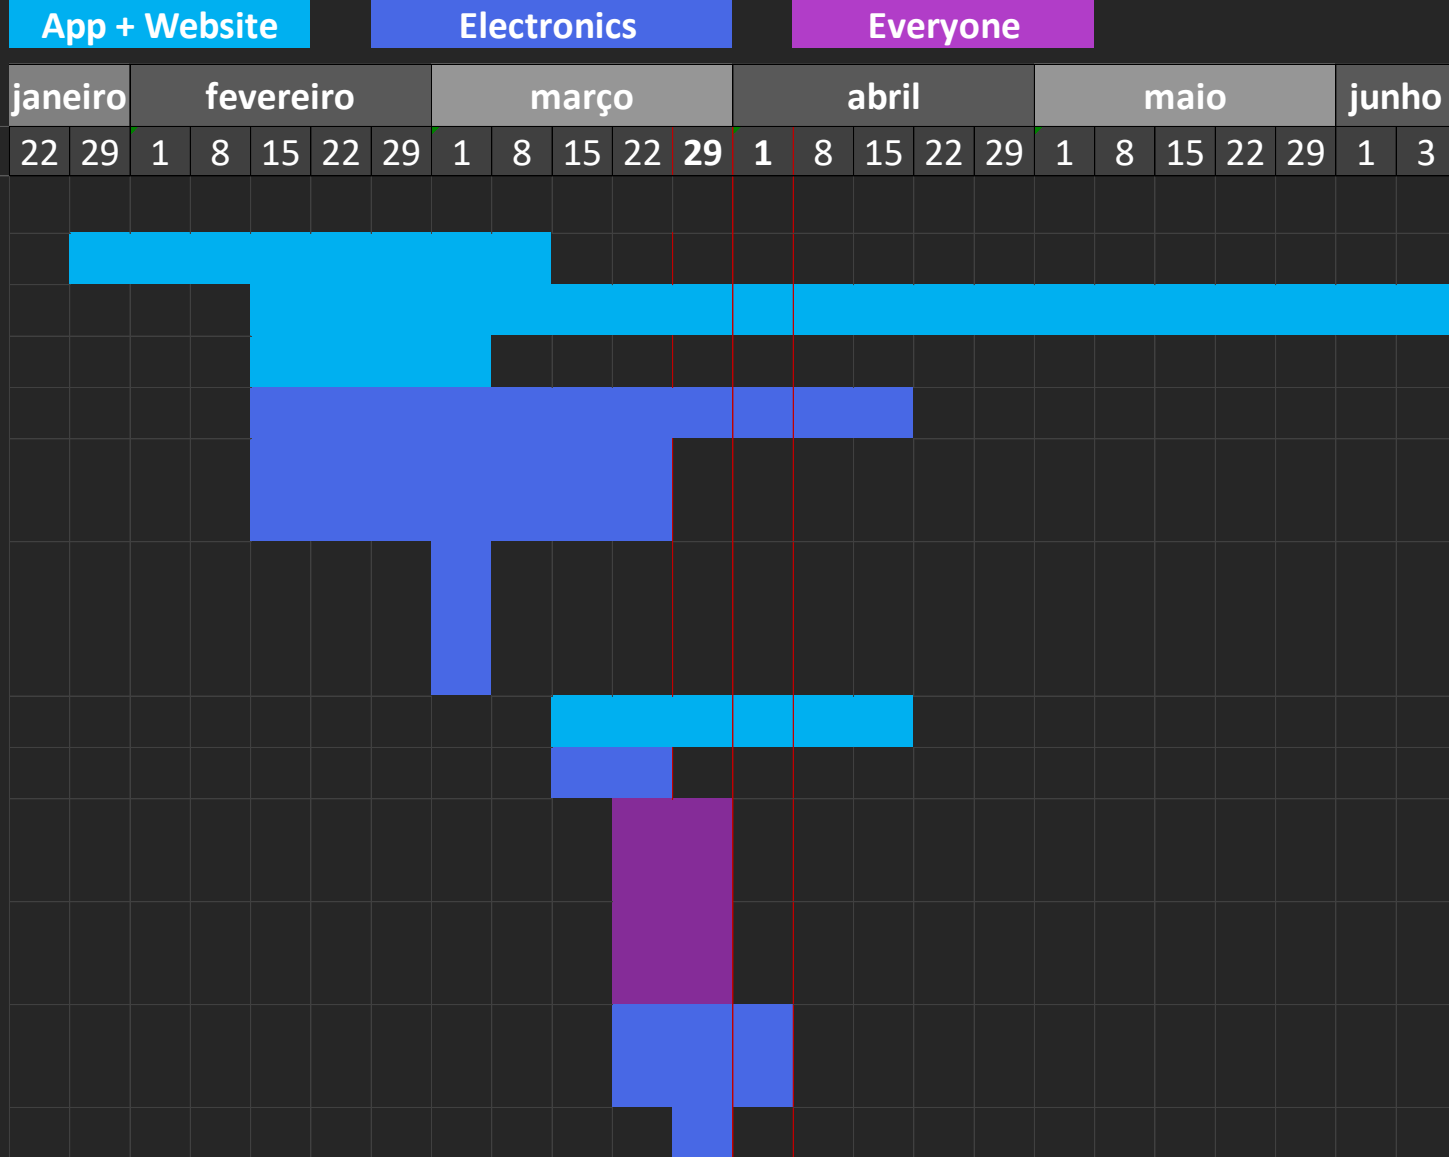 App + Website Electronics Everyone
janeiro fevereiro março abril maio junho
22 29 1 8 15 22 29 1 8 15 22 29 1 8 15 22 29 1 8 15 22 29 1 3